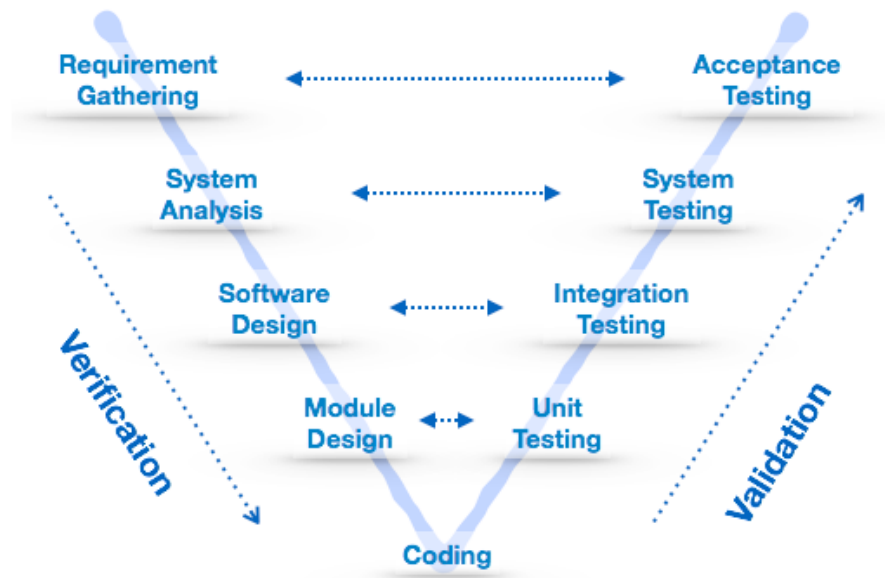 Requirement
Gathering
Acceptance
Testing
System
Analysis
System
Testing
Software
Design
Integration
Testing
Verification
Validation
Module
Design
Unit
Testing
Coding